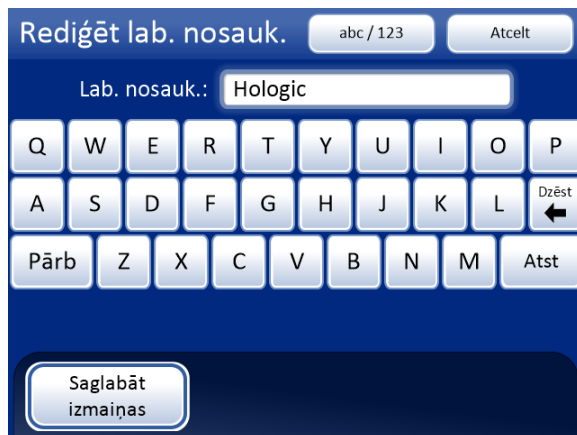 Rediģēt lab. nosauk. abc / 123 Atcelt
Lab. nosauk.: Hologic
Q W E R T Y U I O P
A S D F G H J K L Dzēst
Pārb Z X C V B N M Atst
Saglabāt
izmaiņas